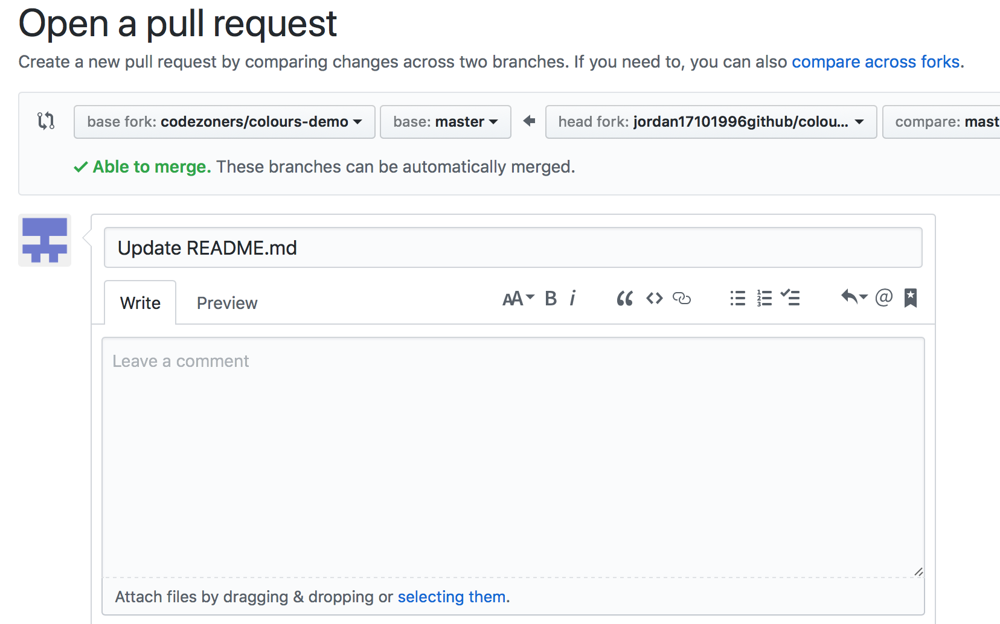 Open a pull request
Create a new pull request by comparing changes across two branches. If you need to, you can also compare across forks.
base fork: codezoners/colours-demo base: master head fork: jordan17101996github/colou... compare: mast
Able to merge. These branches can be automatically merged.
Update README.md
Write Preview AA B i
Leave a comment
Attach files by dragging & dropping or selecting them.